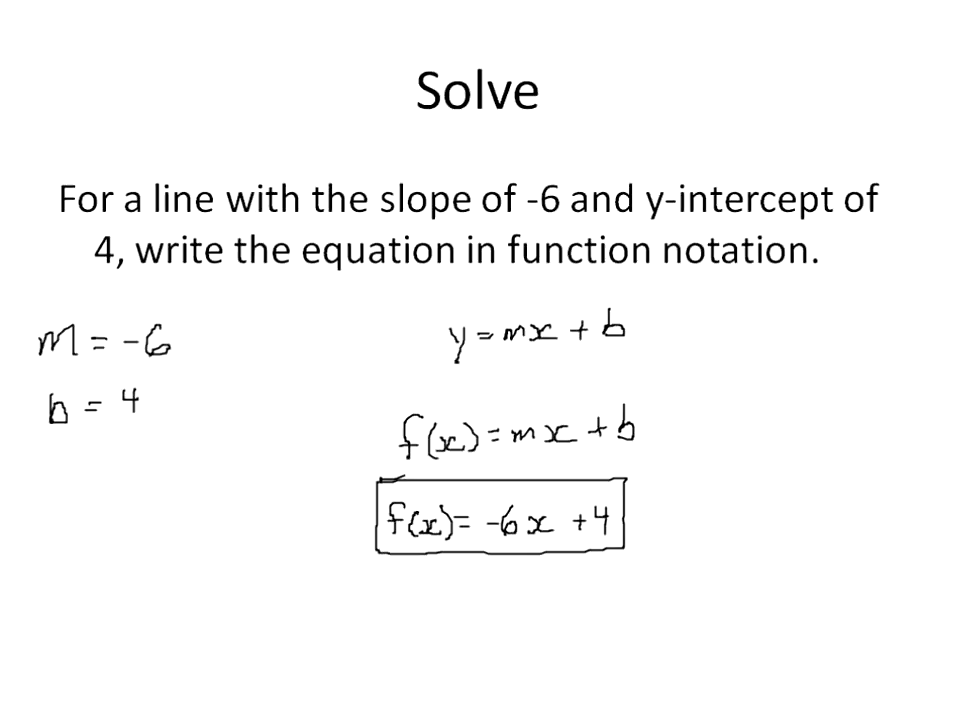 Solve
For a line with the slope of -6 and y-intercept of
4, write the equation in function notation.
m = -6
b = 4
y = mx + b
f(x) = mx + b
f(x) = -6x + 4